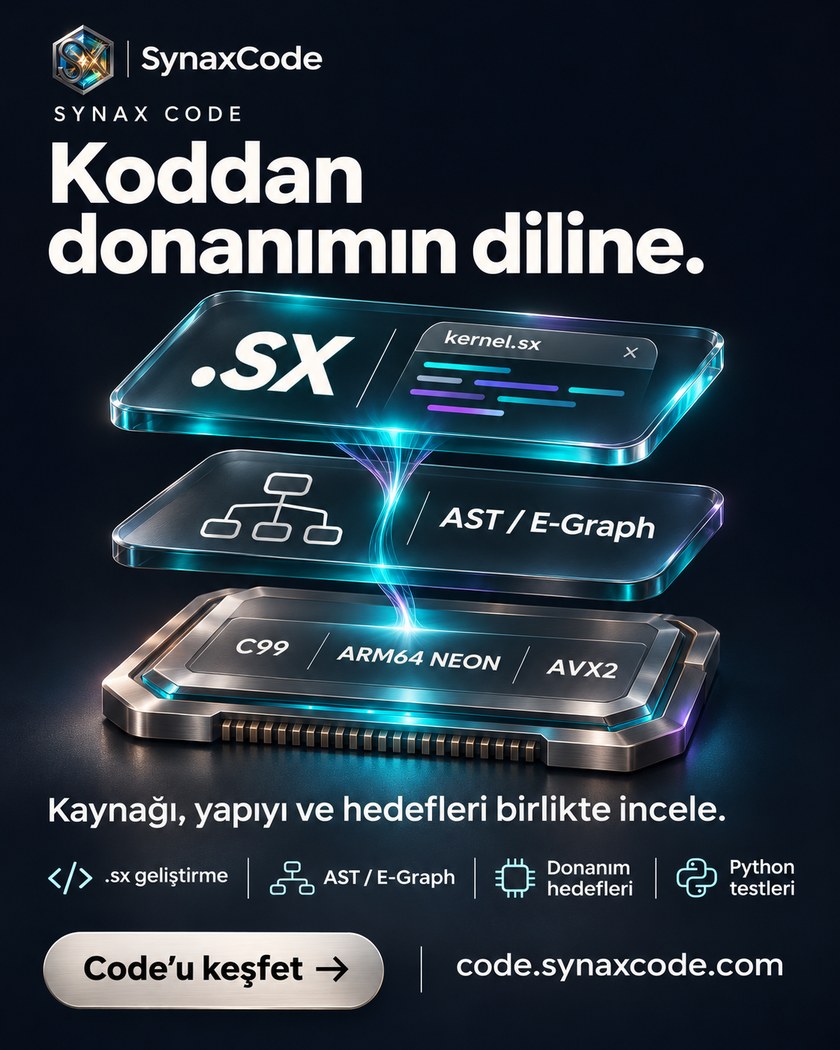 SX
SynaxCode
SYNAX CODE
Koddan
donanımın diline.
.SX
kernel.sx
AST / E-Graph
C99
ARM64 NEON
AVX2
Kaynağı, yapıyı ve hedefleri birlikte incele.
</> .sx geliştirme
AST / E-Graph
Donanım
hedefleri
Python
testleri
Code’u keşfet →
code.synaxcode.com